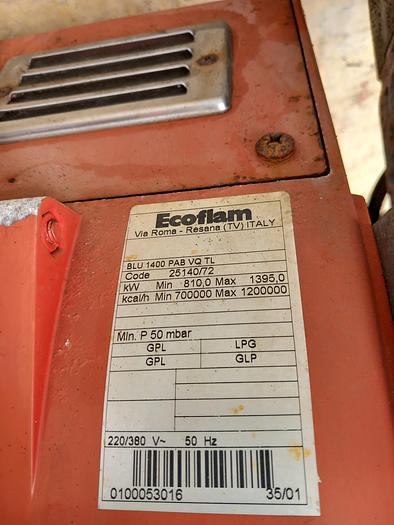 Ecoflam
Via Roma - Resana (TV) ITALY
BLU 1400 PAB VQ TL
Code 25140/72
kW Min 810,0 Max 1395,0
kcal/h Min 700000 Max 1200000
Min. P 50 mbar
GPL LPG
GPL GLP
220/380 V~ 50 Hz
0100053016 35/01